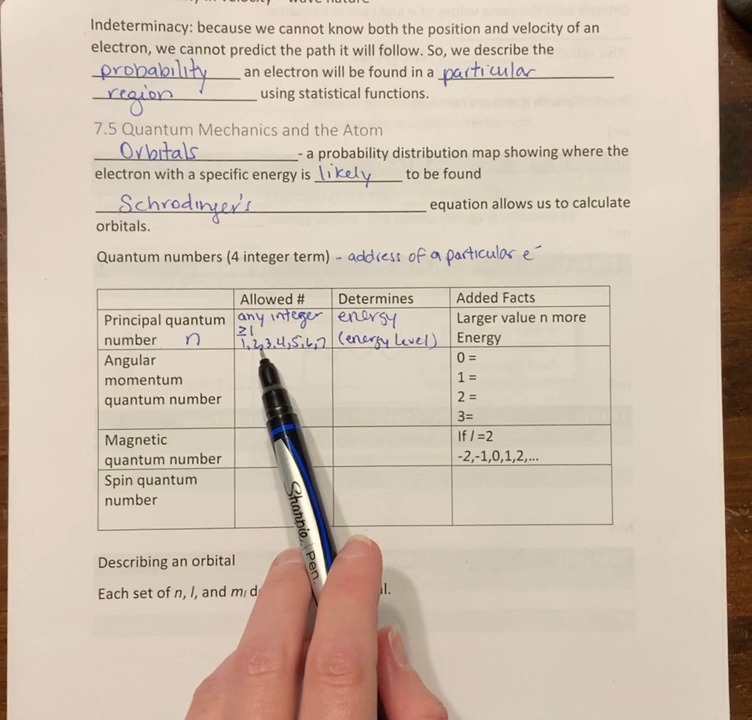 Indeterminacy: because we cannot know both the position and velocity of an
electron, we cannot predict the path it will follow. So, we describe the
probability an electron will be found in a particular
region using statistical functions.
7.5 Quantum Mechanics and the Atom
Orbitals - a probability distribution map showing where the
electron with a specific energy is likely to be found
Schrodinger's equation allows us to calculate
orbitals.
Quantum numbers (4 integer term) - address of a particular e⁻
Allowed # Determines Added Facts
Principal quantum number n
any integer
≥1
1,2,3,4,5,6,7
energy
(energy level)
Larger value n more
Energy
Angular
momentum
quantum number
0 =
1 =
2 =
3=
Magnetic
quantum number
If l =2
-2,-1,0,1,2,...
Spin quantum
number
Describing an orbital
Each set of n, l, and ml
Sharpie. Pen.